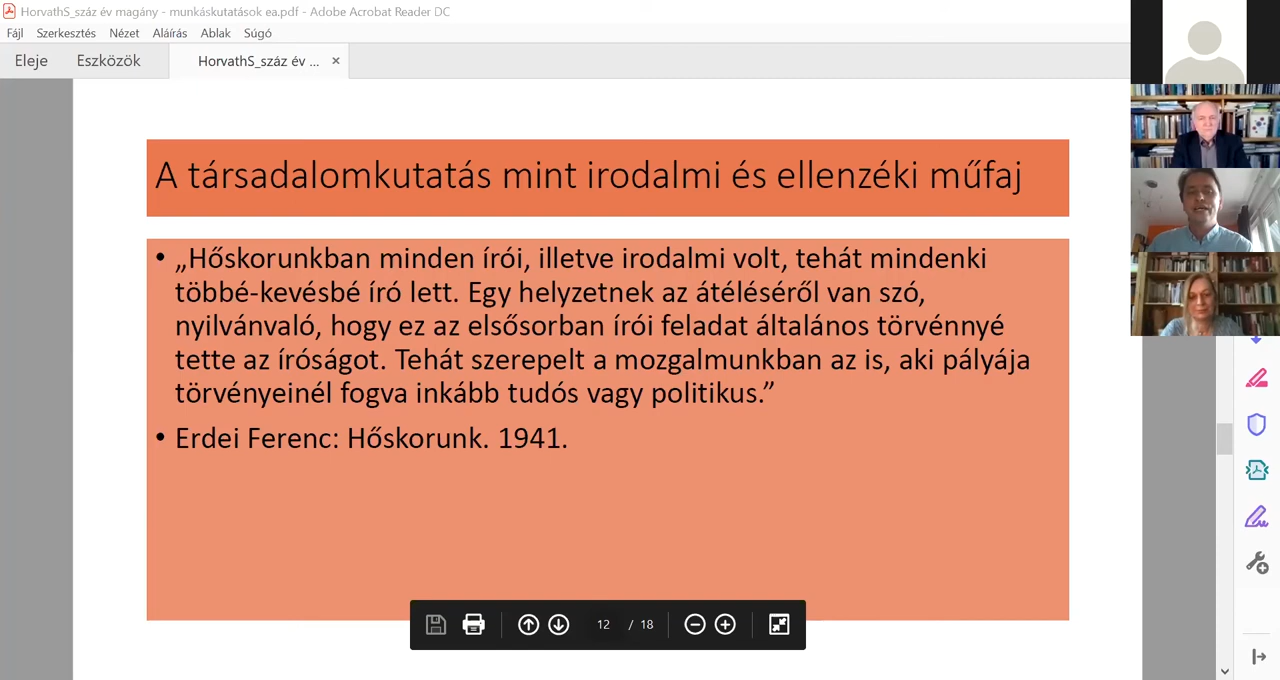 HorvathS_száz év magány - munkáskutatások ea.pdf - Adobe Acrobat Reader DC
Fájl Szerkesztés Nézet Aláírás Ablak Súgó
Eleje Eszközök HorvathS_száz év ... ×
A társadalomkutatás mint irodalmi és ellenzéki műfaj
• „Hőskorunkban minden írói, illetve irodalmi volt, tehát mindenki
többé-kevésbé író lett. Egy helyzetnek az átéléséről van szó,
nyilvánvaló, hogy ez az elsősorban írói feladat általános törvénnyé
tette az íróságot. Tehát szerepelt a mozgalmunkban az is, aki pályája
törvényeinél fogva inkább tudós vagy politikus.”
• Erdei Ferenc: Hőskorunk. 1941.
12 / 18